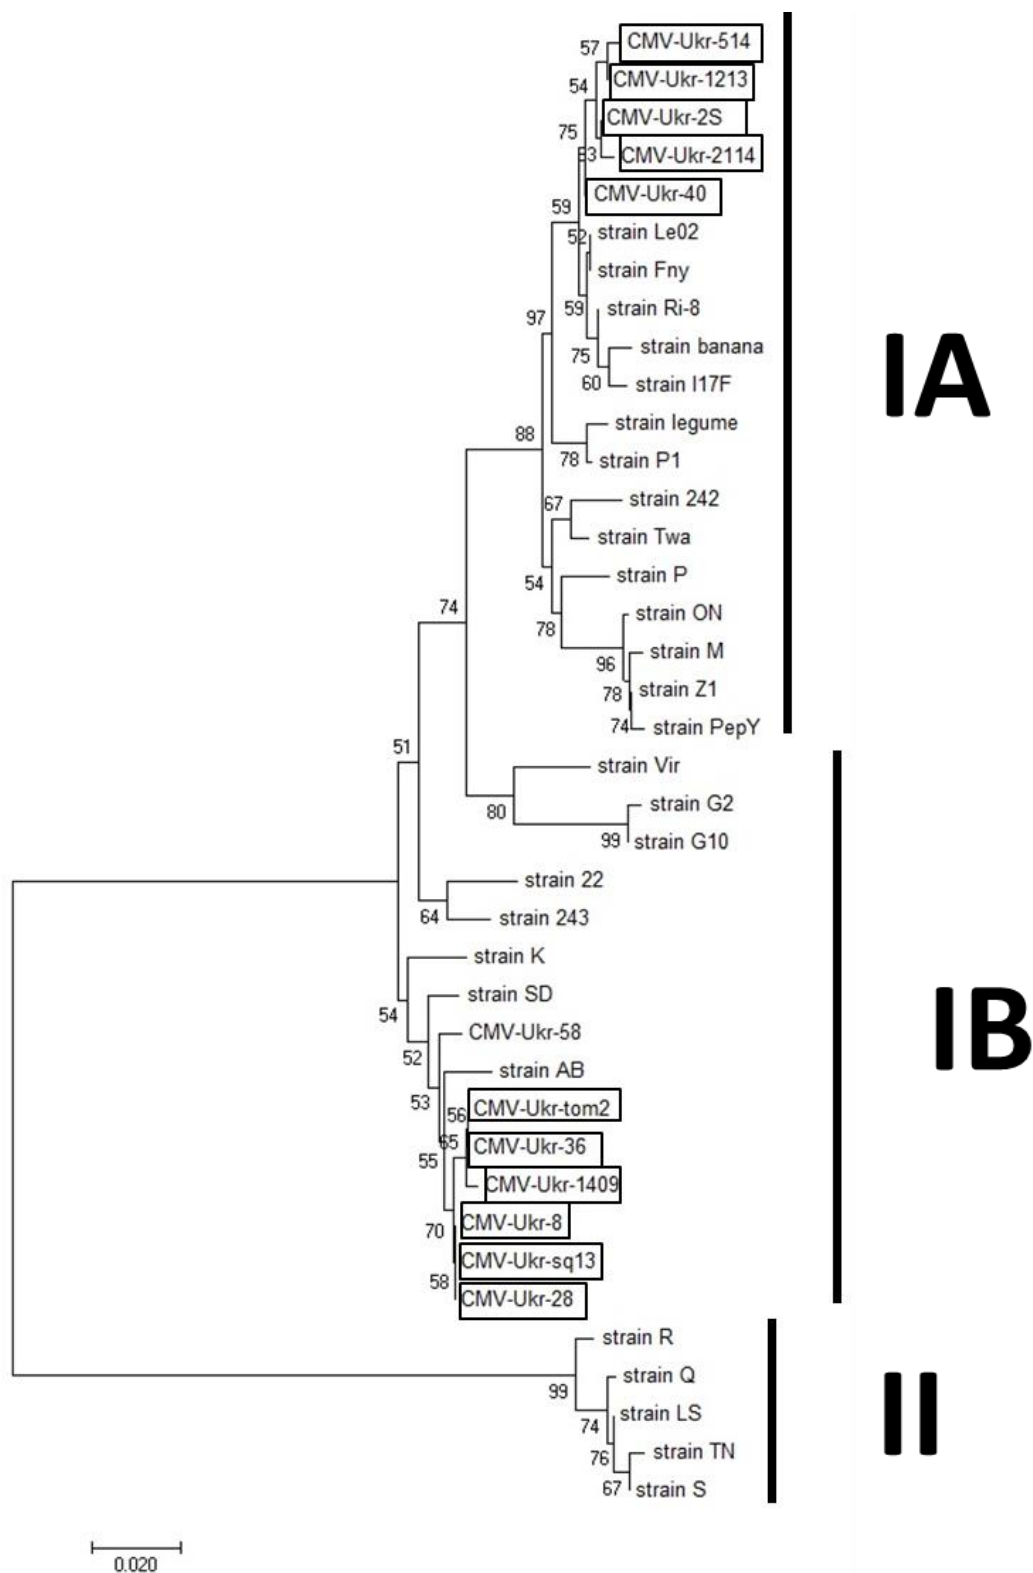 57
CMV-Ukr-514
CMV-Ukr-1213
54
CMV-Ukr-2S
75
CMV-Ukr-2114
CMV-Ukr-40
59
strain Le02
52
strain Fny
59
strain Ri-8
97
strain banana
75
60
strain I17F
strain legume
88
78
strain P1
67
strain 242
strain Twa
54
strain P
78
strain ON
74
96
strain M
78
strain Z1
74
strain PepY
IA
51
strain Vir
80
strain G2
99
strain G10
strain 22
64
strain 243
strain K
54
strain SD
52
CMV-Ukr-58
strain AB
53
56
CMV-Ukr-tom2
65
CMV-Ukr-36
55
CMV-Ukr-1409
CMV-Ukr-8
70
CMV-Ukr-sq13
58
CMV-Ukr-28
IB
strain R
99
strain Q
74
strain LS
76
strain TN
67
strain S
II
0.020